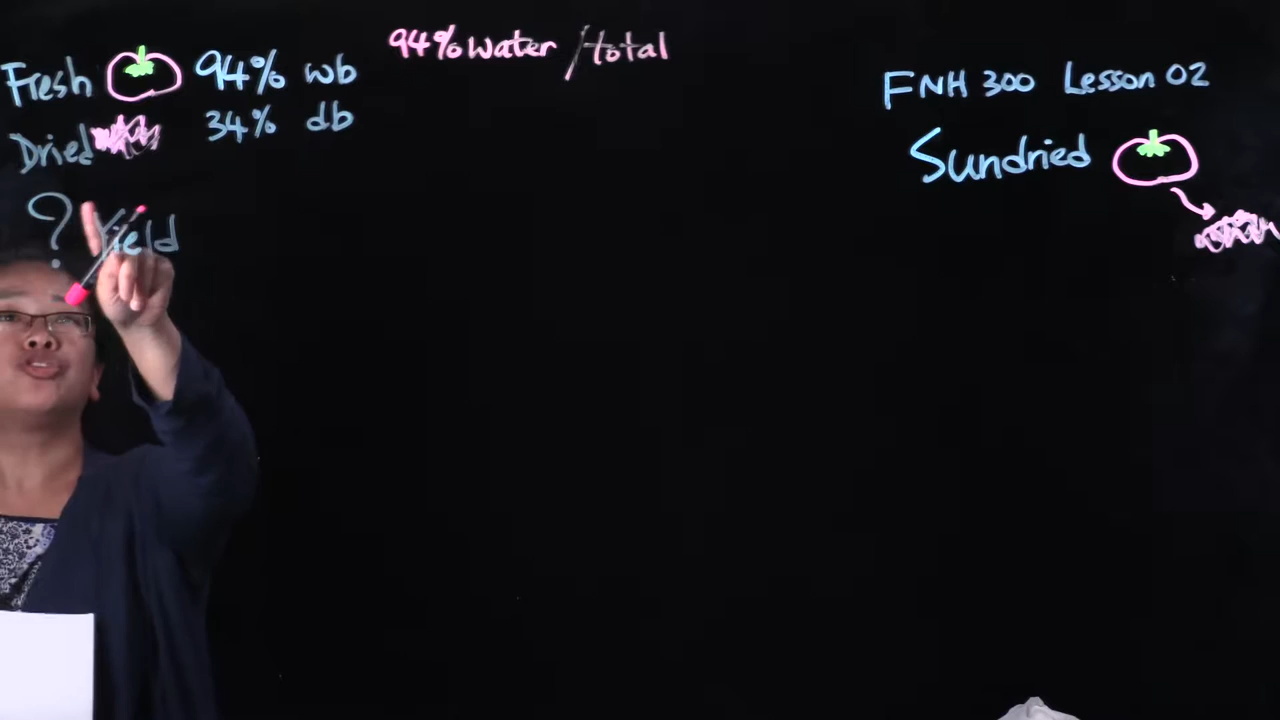 94% water / total
Fresh 94% wb
Dried 34% db
? Yield
FNH 300 Lesson 02
Sundried